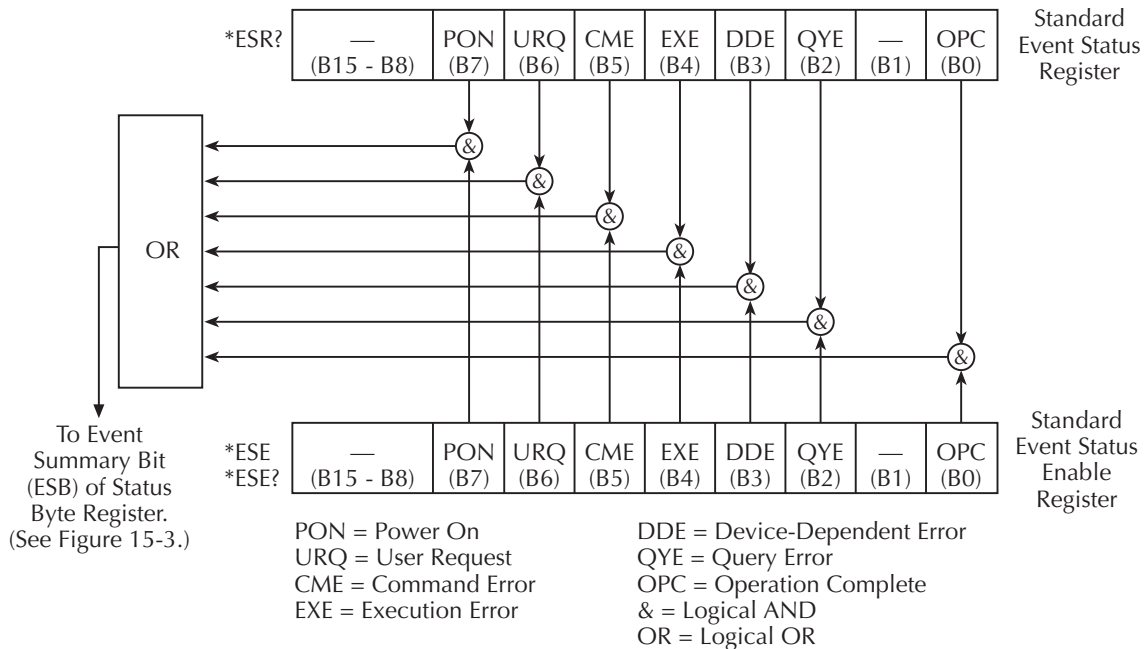 *ESR?
—
(B15 - B8)
PON
(B7)
URQ
(B6)
CME
(B5)
EXE
(B4)
DDE
(B3)
QYE
(B2)
—
(B1)
OPC
(B0)
Standard
Event Status
Register
&
&
&
&
&
&
&
OR
To Event
Summary Bit
(ESB) of Status
Byte Register.
(See Figure 15-3.)
*ESE
*ESE?
—
(B15 - B8)
PON
(B7)
URQ
(B6)
CME
(B5)
EXE
(B4)
DDE
(B3)
QYE
(B2)
—
(B1)
OPC
(B0)
Standard
Event Status
Enable
Register
PON = Power On
URQ = User Request
CME = Command Error
EXE = Execution Error
DDE = Device-Dependent Error
QYE = Query Error
OPC = Operation Complete
& = Logical AND
OR = Logical OR